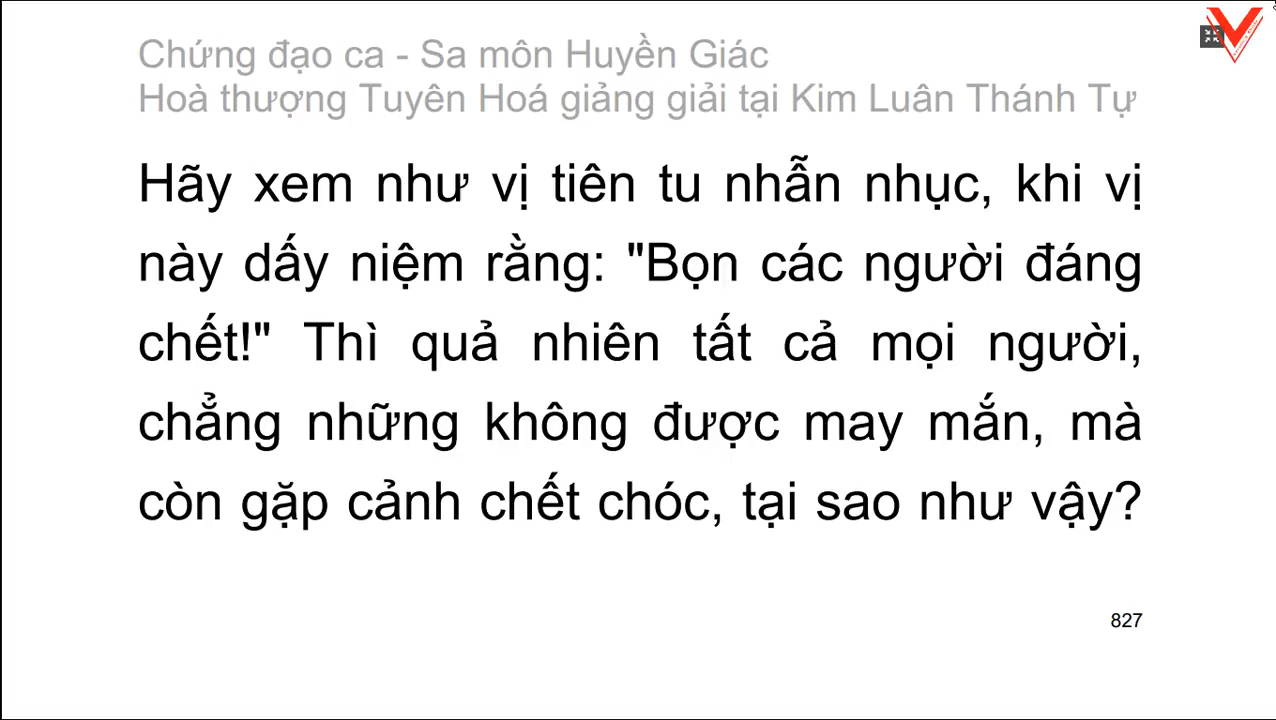 Chứng đạo ca - Sa môn Huyền Giác
Hoà thượng Tuyên Hoá giảng giải tại Kim Luân Thánh Tự
Hãy xem như vị tiên tu nhẫn nhục, khi vị
này dấy niệm rằng: "Bọn các người đáng
chết!" Thì quả nhiên tất cả mọi người,
chẳng những không được may mắn, mà
còn gặp cảnh chết chóc, tại sao như vậy?
827